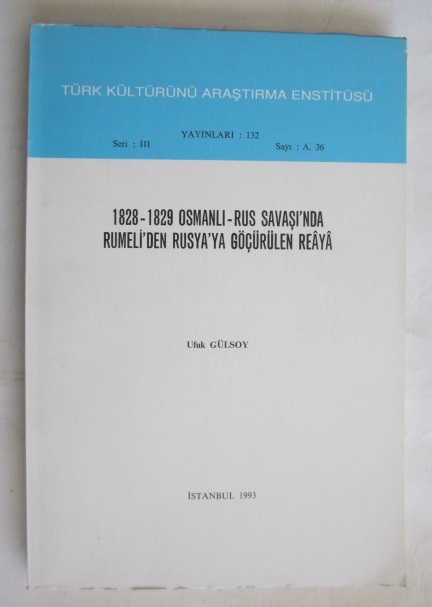 TÜRK KÜLTÜRÜNÜ ARAŞTIRMA ENSTİTÜSÜ
YAYINLARI : 132
Seri : III Sayı : A. 36
1828-1829 OSMANLI-RUS SAVAŞI'NDA
RUMELİ'DEN RUSYA'YA GÖÇÜRÜLEN REÂYÂ
Ufuk GÜLSOY
İSTANBUL 1993